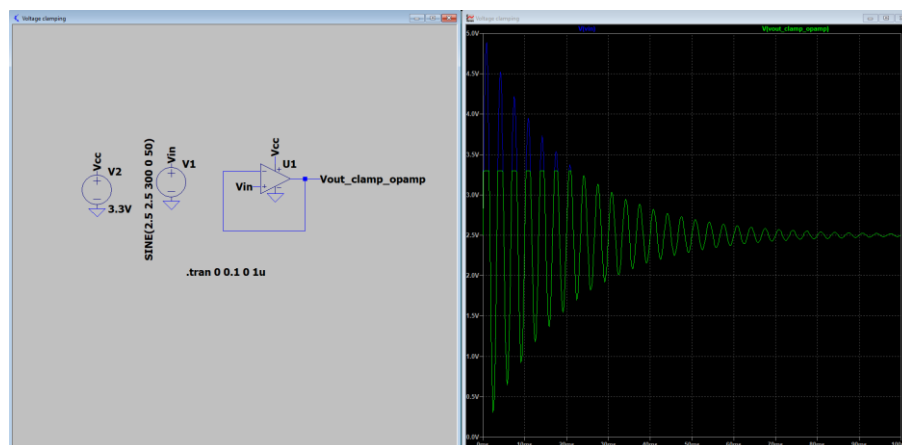 Voltage clamping
Voltage clamping
V(vout_clamp_opamp)
Vcc
V2
3.3V
SINE(2.5 2.5 300 0 50)
Vin
V1
Vcc
U1
Vin
Vout_clamp_opamp
.tran 0 0.1 0 1u
5.0V
4.5V
4.0V
3.5V
3.0V
2.5V
2.0V
1.5V
1.0V
0.5V
0.0V